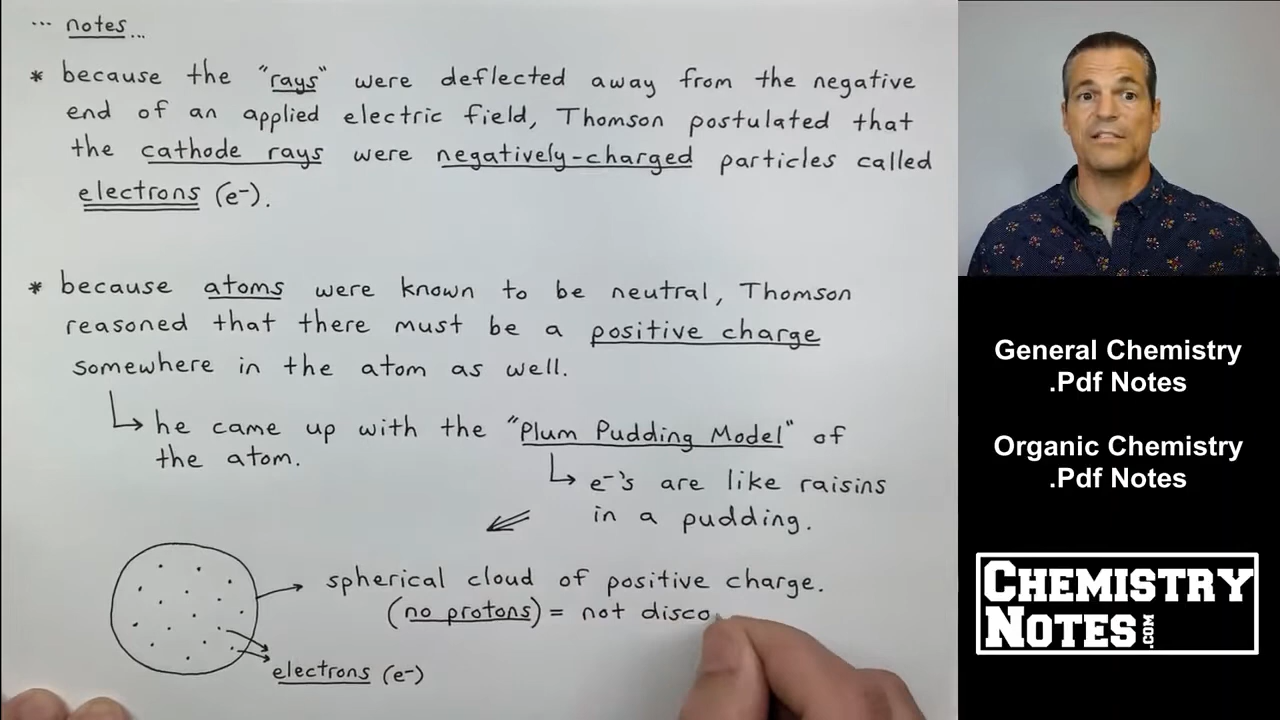 ... notes...
* because the "rays" were deflected away from the negative
end of an applied electric field, Thomson postulated that
the cathode rays were negatively-charged particles called
electrons (e-).
* because atoms were known to be neutral, Thomson
reasoned that there must be a positive charge
somewhere in the atom as well.
he came up with the "Plum Pudding Model" of
the atom.
e-'s are like raisins
in a pudding.
spherical cloud of positive charge.
(no protons) = not disco
electrons (e-)
General Chemistry
.Pdf Notes
Organic Chemistry
.Pdf Notes
CHEMISTRY
NOTES.COM